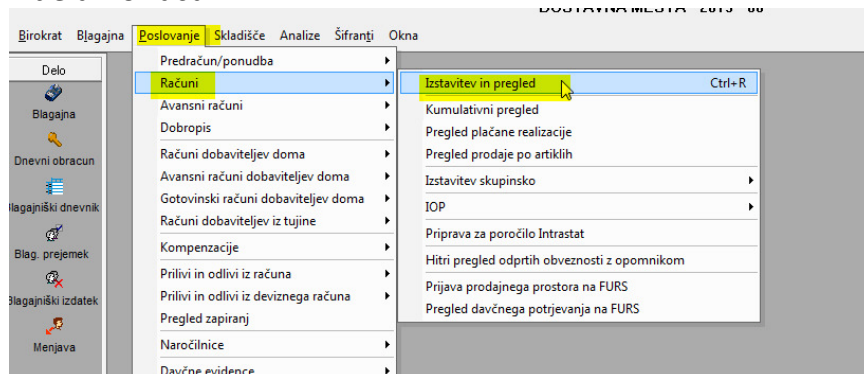 DOSTAVNA MESTA
Birokrat Blagajna Poslovanje Skladišče Analize Šifranti Okna
Delo
Blagajna
Dnevni obracun
Blagajniški dnevnik
Blag. prejemek
Blagajniški izdatek
Menjava
Predračun/ponudba
Računi
Avansni računi
Dobropis
Računi dobaviteljev doma
Avansni računi dobaviteljev doma
Gotovinski računi dobaviteljev doma
Računi dobaviteljev iz tujine
Kompenzacije
Prilivi in odlivi iz računa
Prilivi in odlivi iz deviznega računa
Pregled zapiranj
Naročilnice
Davčne evidence
Izstavitev in pregled Ctrl+R
Kumulativni pregled
Pregled plačane realizacije
Pregled prodaje po artiklih
Izstavitev skupinsko
IOP
Priprava za poročilo Intrastat
Hitri pregled odprtih obveznosti z opomnikom
Prijava prodajnega prostora na FURS
Pregled davčnega potrjevanja na FURS